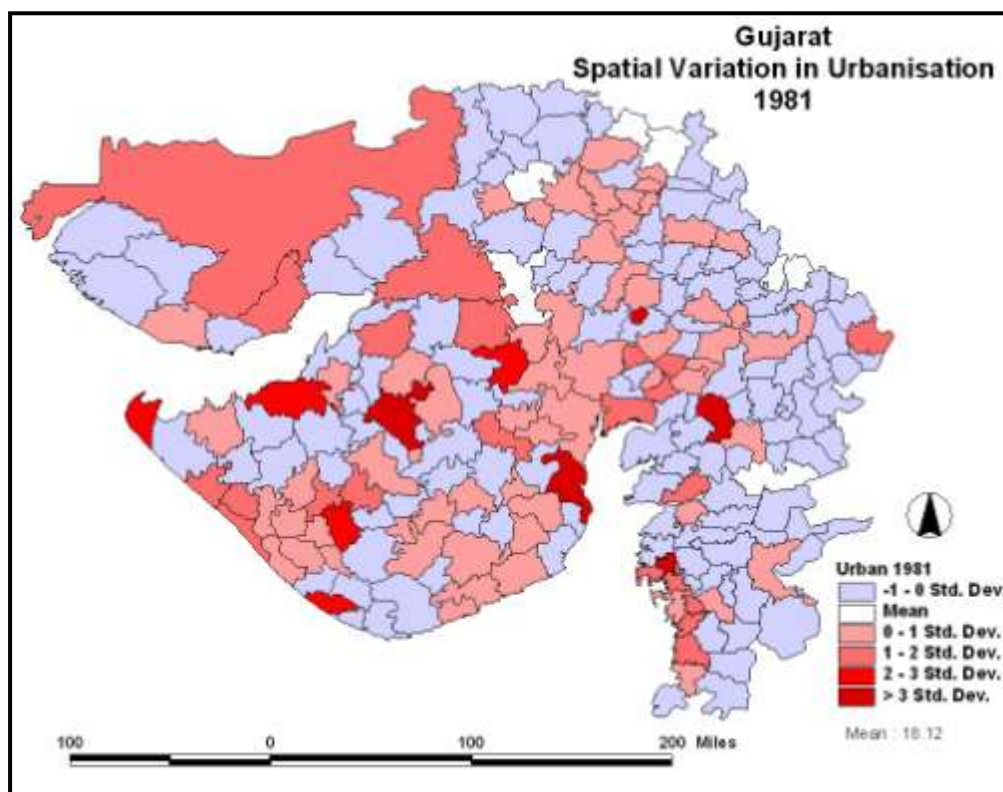 Gujarat
Spatial Variation in Urbanisation
1981
Urban 1981
-1 - 0 Std. Dev.
Mean
0 - 1 Std. Dev.
1 - 2 Std. Dev.
2 - 3 Std. Dev.
> 3 Std. Dev.
Mean : 18.12
100 0 100 200 Miles